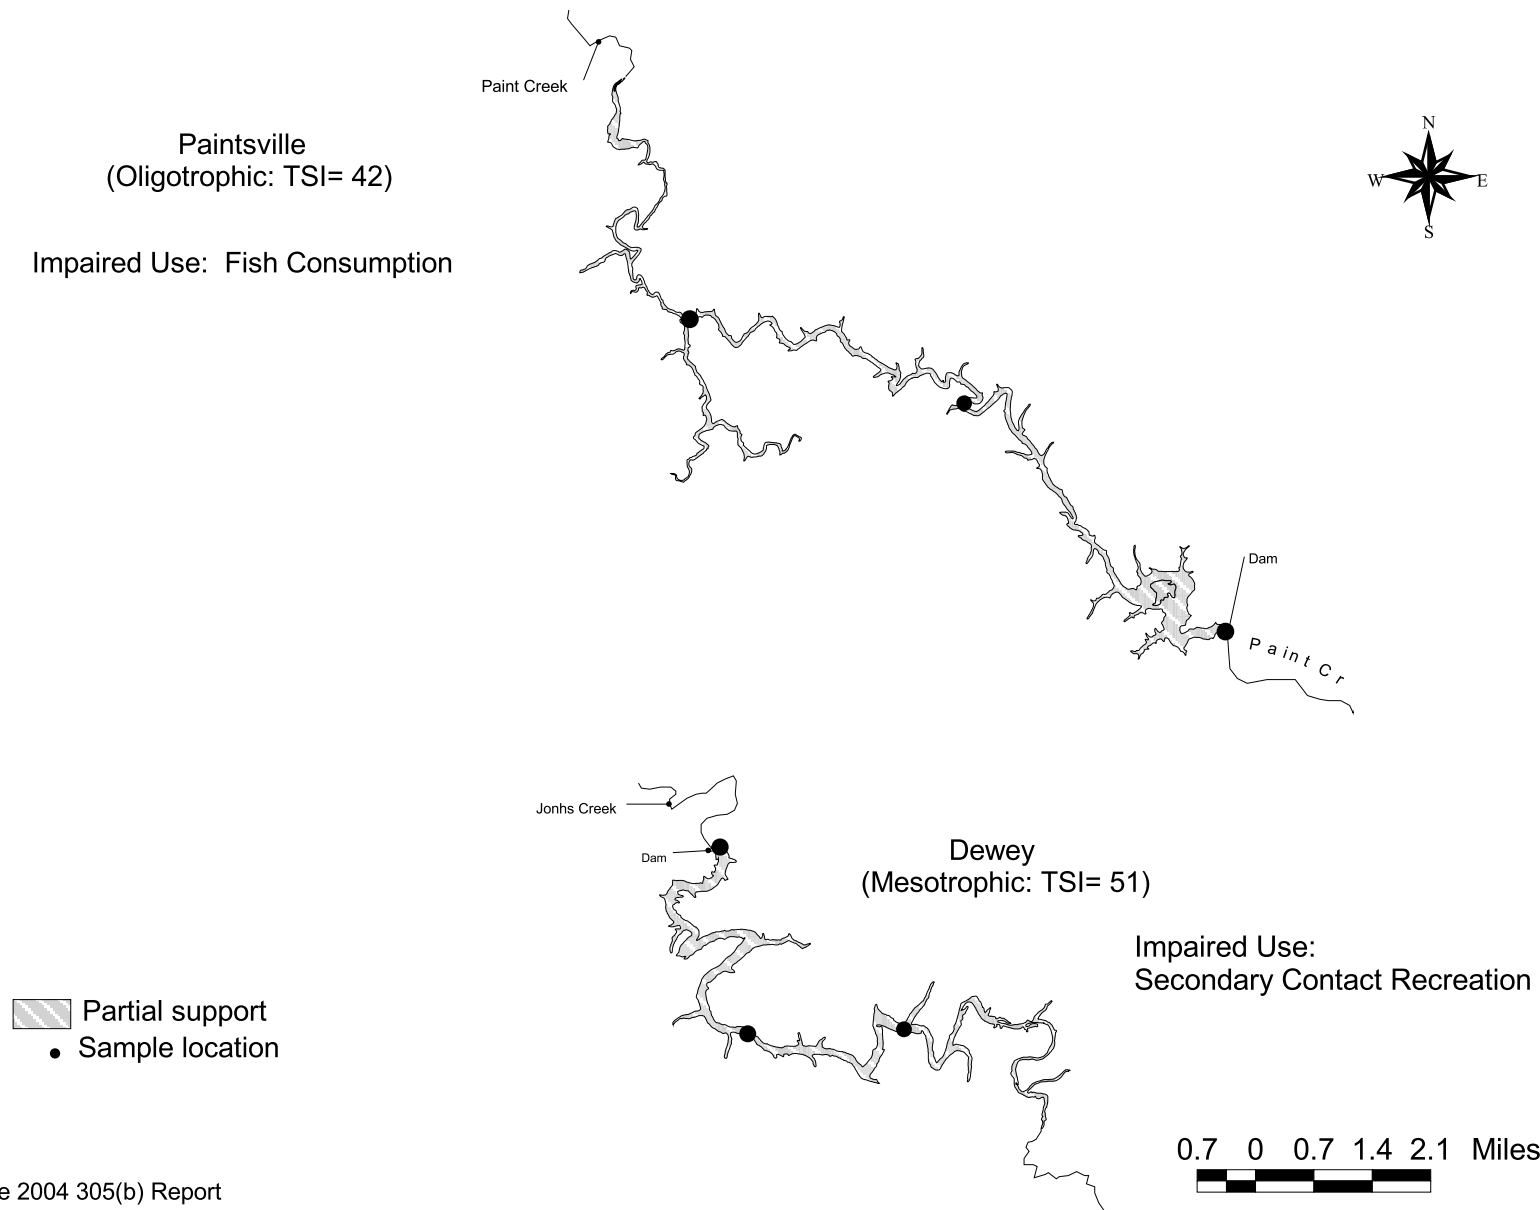 Paint Creek
Paintsville
(Oligotrophic: TSI= 42)
Impaired Use: Fish Consumption
N
W E
S
Dam
Paint Cr
Jonhs Creek
Dam
Dewey
(Mesotrophic: TSI= 51)
Impaired Use:
Secondary Contact Recreation
Partial support
Sample location
0.7 0 0.7 1.4 2.1 Miles
e 2004 305(b) Report